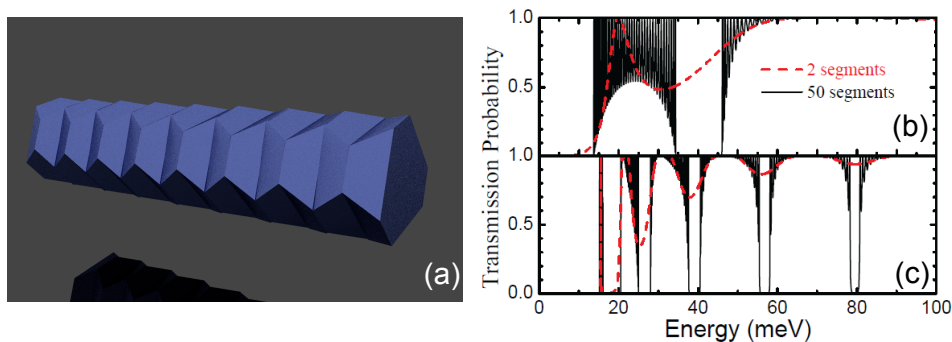 (a)
Transmission Probability
1.0
0.5
1.0
0.5
0.0
2 segments
50 segments
(b)
(c)
0 20 40 60 80 100
Energy (meV)